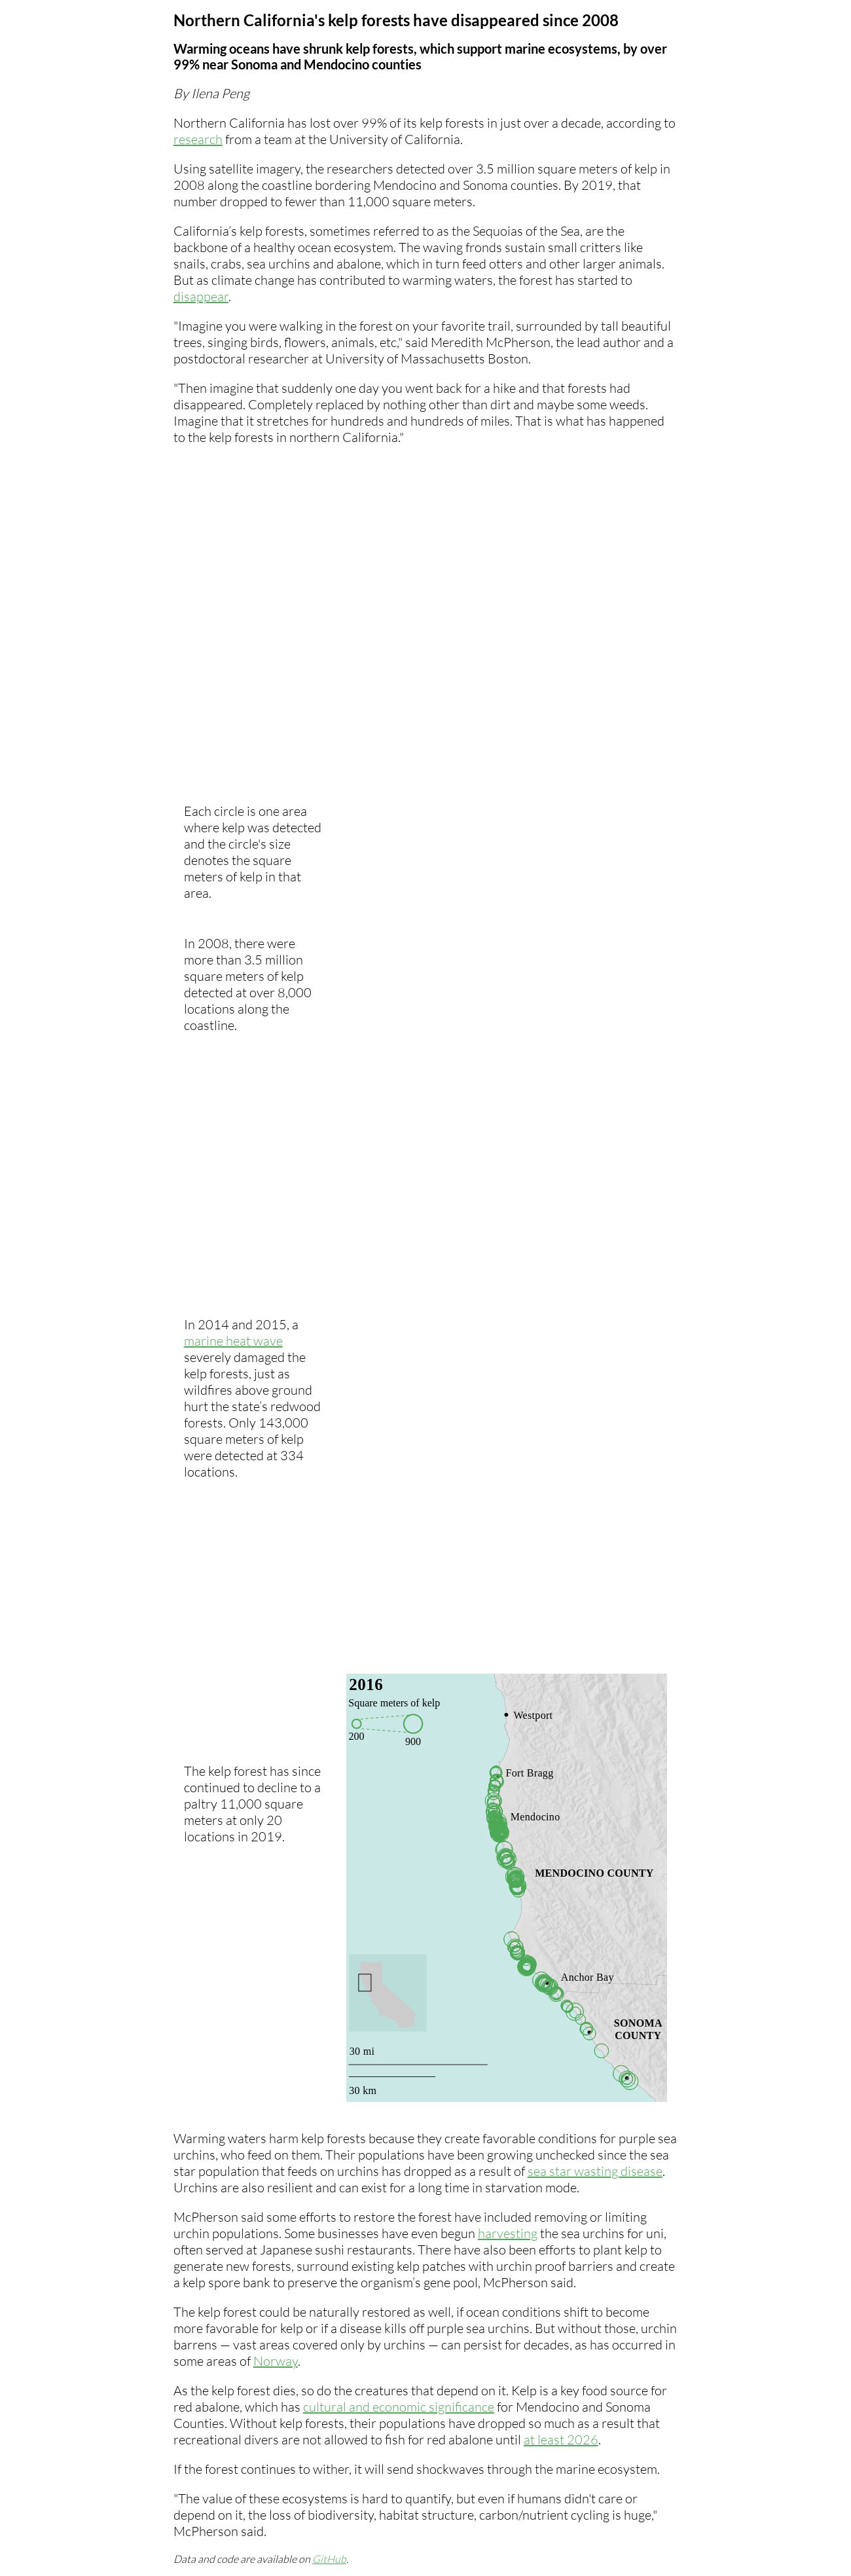 Northern California's kelp forests have disappeared since 2008
Warming oceans have shrunk kelp forests, which support marine ecosystems, by over
99% near Sonoma and Mendocino counties
By Ilena Peng
Northern California has lost over 99% of its kelp forests in just over a decade, according to
research from a team at the University of California.
Using satellite imagery, the researchers detected over 3.5 million square meters of kelp in
2008 along the coastline bordering Mendocino and Sonoma counties. By 2019, that
number dropped to fewer than 11,000 square meters.
California's kelp forests, sometimes referred to as the Sequoias of the Sea, are the
backbone of a healthy ocean ecosystem. The waving fronds sustain small critters like
snails, crabs, sea urchins and abalone, which in turn feed otters and other larger animals.
But as climate change has contributed to warming waters, the forest has started to
disappear.
"Imagine you were walking in the forest on your favorite trail, surrounded by tall beautiful
trees, singing birds, flowers, animals, etc," said Meredith McPherson, the lead author and a
postdoctoral researcher at University of Massachusetts Boston.
"Then imagine that suddenly one day you went back for a hike and that forests had
disappeared. Completely replaced by nothing other than dirt and maybe some weeds.
Imagine that it stretches for hundreds and hundreds of miles. That is what has happened
to the kelp forests in northern California."
Each circle is one area
where kelp was detected
and the circle's size
denotes the square
meters of kelp in that
area.
In 2008, there were
more than 3.5 million
square meters of kelp
detected at over 8,000
locations along the
coastline.
In 2014 and 2015, a
marine heat wave
severely damaged the
kelp forests, just as
wildfires above ground
hurt the state's redwood
forests. Only 143,000
square meters of kelp
were detected at 334
locations.
The kelp forest has since
continued to decline to a
paltry 11,000 square
meters at only 20
locations in 2019.
2016
Square meters of kelp
200
900
Westport
Fort Bragg
Mendocino
MENDOCINO COUNTY
Anchor Bay
SONOMA
COUNTY
30 mi
30 km
Warming waters harm kelp forests because they create favorable conditions for purple sea
urchins, who feed on them. Their populations have been growing unchecked since the sea
star population that feeds on urchins has dropped as a result of sea star wasting disease.
Urchins are also resilient and can exist for a long time in starvation mode.
McPherson said some efforts to restore the forest have included removing or limiting
urchin populations. Some businesses have even begun harvesting the sea urchins for uni,
often served at Japanese sushi restaurants. There have also been efforts to plant kelp to
generate new forests, surround existing kelp patches with urchin proof barriers and create
a kelp spore bank to preserve the organism's gene pool, McPherson said.
The kelp forest could be naturally restored as well, if ocean conditions shift to become
more favorable for kelp or if a disease kills off purple sea urchins. But without those, urchin
barrens — vast areas covered only by urchins — can persist for decades, as has occurred in
some areas of Norway.
As the kelp forest dies, so do the creatures that depend on it. Kelp is a key food source for
red abalone, which has cultural and economic significance for Mendocino and Sonoma
Counties. Without kelp forests, their populations have dropped so much as a result that
recreational divers are not allowed to fish for red abalone until at least 2026.
If the forest continues to wither, it will send shockwaves through the marine ecosystem.
"The value of these ecosystems is hard to quantify, but even if humans didn't care or
depend on it, the loss of biodiversity, habitat structure, carbon/nutrient cycling is huge,"
McPherson said.
Data and code are available on GitHub.